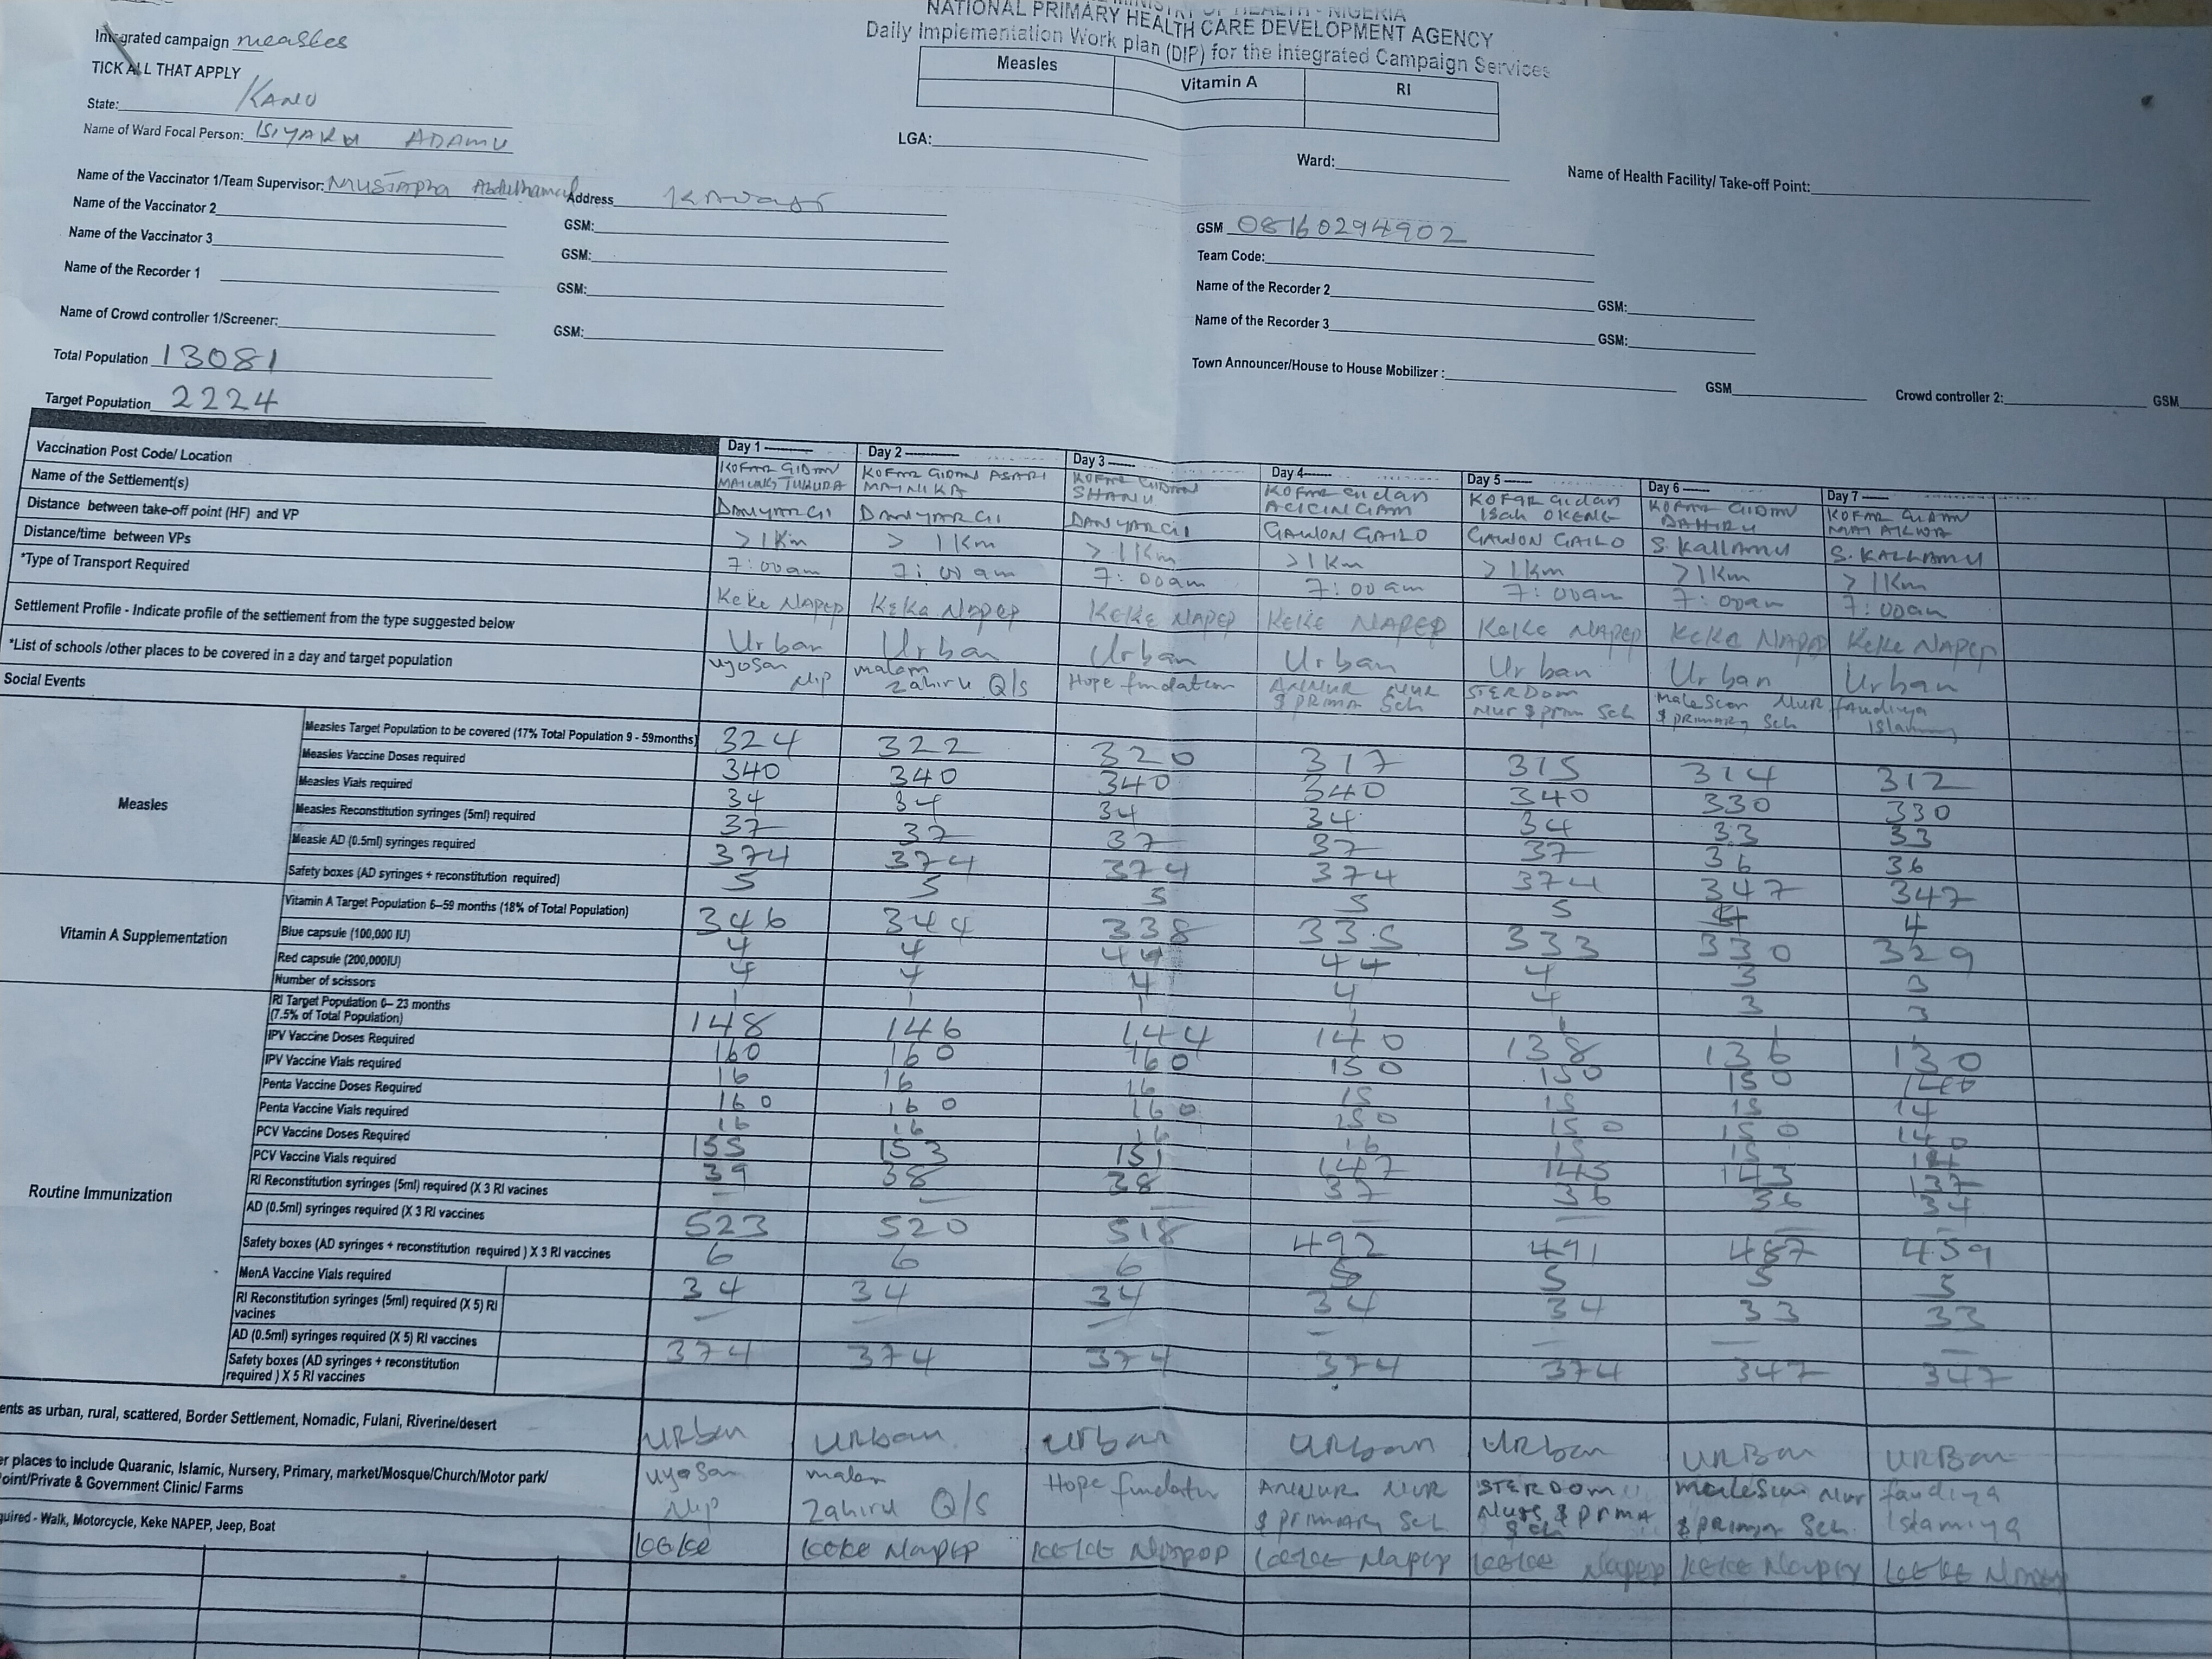 MINISTRY OF HEALTH - NIGERIA
NATIONAL PRIMARY HEALTH CARE DEVELOPMENT AGENCY
Daily Implementation Work plan (DIP) for the Integrated Campaign Services
Integrated campaign measles
TICK ALL THAT APPLY
Measles Vitamin A RI
State: KANO
Name of Ward Focal Person: ISIYAKU ADAMU
LGA: Ward: Name of Health Facility/ Take-off Point:
Name of the Vaccinator 1/Team Supervisor: Mustapha Address GSM 08160294902
Name of the Vaccinator 2 GSM: Team Code:
Name of the Vaccinator 3 GSM: Name of the Recorder 2 GSM:
Name of the Recorder 1 GSM: Name of the Recorder 3 GSM:
Name of Crowd controller 1/Screener: GSM: Town Announcer/House to House Mobilizer : GSM Crowd controller 2: GSM
Total Population 13081
Target Population 2224
Day 1 Day 2 Day 3 Day 4 Day 5 Day 6 Day 7
Vaccination Post Code/ Location KOFAR GIDAN KOFAR GIDAN ASABI MAINIKA KOFAR GIDAN SHANU KOFAR Gidan KOFAR Gidan Isah OKENE KOFAR GIDAN DAHIRU KOFAR GIDAN MAI
Name of the Settlement(s) DANYARGI DANYARGI DANYARGI GAWON GAILO GAWON GAILO S. Kallamu S. KALLAMU
Distance between take-off point (HF) and VP >1Km > 1Km >1Km >1Km >1Km >1Km >1Km
Distance/time between VPs 7:00am 7:00am 7:00am 7:00am 7:00am 7:00am 7:00am
*Type of Transport Required Keke NAPEP Keke Napep KEKE NAPEP KEKE NAPEP Keke NAPEP Keke NAPEP Keke NAPEP
Settlement Profile - Indicate profile of the settlement from the type suggested below Urban Urban Urban Urban Urban Urban Urban
*List of schools /other places to be covered in a day and target population uyosan Nip malam Zahiru Q/S Hope fundation ANNUR NUR & PRIMA Sch STERDOM Nur & prim Sch NUR & PRIMARY Sch faudiya
Social Events
Measles
Measles Target Population to be covered (17% Total Population 9 - 59months) 324 322 320 317 315 314 312
Measles Vaccine Doses required 340 340 340 340 340 330 330
Measles Vials required 34 34 34 34 34 33 33
Measles Reconstitution syringes (5ml) required 37 37 37 37 37 36 36
Measle AD (0.5ml) syringes required 374 374 374 374 374 347 347
Safety boxes (AD syringes + reconstitution required) 5 5 5 5 5 4 4
Vitamin A Supplementation
Vitamin A Target Population 6–59 months (18% of Total Population) 346 344 338 335 333 330 329
Blue capsule (100,000 IU) 4 4 44 44 4 3 3
Red capsule (200,000IU) 4 4 4 4 4 3 3
Number of scissors 1 1 1 1 1 1 1
Routine Immunization
RI Target Population 0– 23 months
(7.5% of Total Population) 148 146 144 140 138 136 130
IPV Vaccine Doses Required 160 160 160 150 150 150 140
IPV Vaccine Vials required 16 16 16 15 15 15 14
Penta Vaccine Doses Required 160 160 160 150 150 150 140
Penta Vaccine Vials required 16 16 16 16 15 15 14
PCV Vaccine Doses Required 155 153 151 147 145 143 137
PCV Vaccine Vials required 39 38 38 37 36 36 34
RI Reconstitution syringes (5ml) required (X 3 RI vacines – – – – – – –
AD (0.5ml) syringes required (X 3 RI vaccines 523 520 518 492 491 487 459
Safety boxes (AD syringes + reconstitution required ) X 3 RI vaccines 6 6 6 5 5 5 5
MenA Vaccine Vials required 34 34 34 34 34 33 33
RI Reconstitution syringes (5ml) required (X 5) RI
vacines – – – – – – –
AD (0.5ml) syringes required (X 5) RI vaccines 374 374 374 374 374 347 347
Safety boxes (AD syringes + reconstitution
required ) X 5 RI vaccines
ents as urban, rural, scattered, Border Settlement, Nomadic, Fulani, Riverine/desert URban URban Urban URban URban URBan URBan
er places to include Quaranic, Islamic, Nursery, Primary, market/Mosque/Church/Motor park/
oint/Private & Government Clinic/ Farms uyosan Nip malam Zahiru Q/S Hope ANNUR NUR & PRIMARY Sch STERDOM Nurs & PRMA Sch Nur & primar Sch. faudiya Islamiya
quired - Walk, Motorcycle, Keke NAPEP, Jeep, Boat KEKE KEKE Napep KEKE KEKE Napep KEKE Napep KEKE Napep KEKE